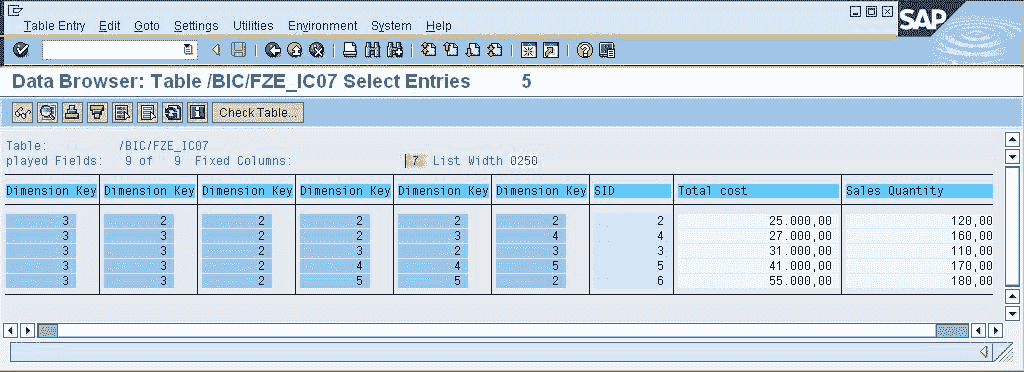 Table Entry Edit Goto Settings Utilities Environment System Help
SAP
Data Browser: Table /BIC/FZE_IC07 Select Entries 5
Check Table...
Table: /BIC/FZE_IC07
played Fields: 9 of 9 Fixed Columns: 7 List Width 0250
Dimension Key Dimension Key Dimension Key Dimension Key Dimension Key Dimension Key SID Total cost Sales Quantity
3 2 2 2 2 2 2 25.000,00 120,00
3 3 2 2 3 4 4 27.000,00 160,00
3 3 2 3 2 3 3 31.000,00 110,00
3 3 2 4 4 5 5 41.000,00 170,00
3 3 2 5 5 2 6 55.000,00 180,00